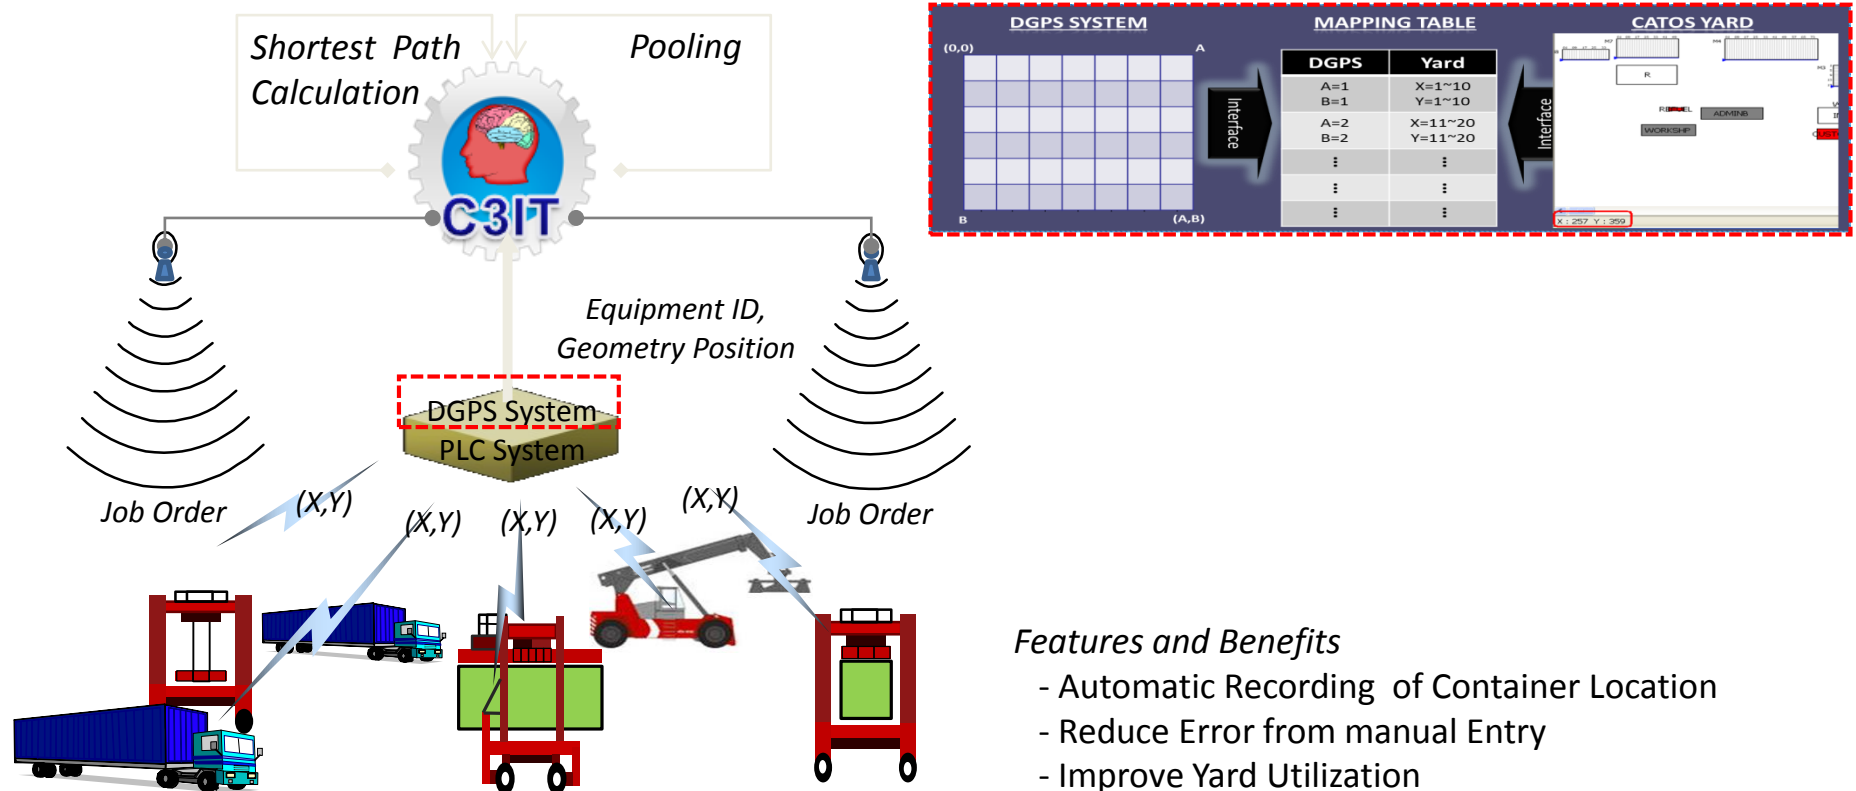 Shortest Path
Calculation
Pooling
C3IT
Equipment ID,
Geometry Position
DGPS System
PLC System
Job Order
Job Order
(X,Y)
(X,Y)
(X,Y)
(X,Y)
(X,Y)
DGPS SYSTEM
(0,0)
A
B
(A,B)
Interface
MAPPING TABLE
DGPS Yard
A=1 X=1~10
B=1 Y=1~10
A=2 X=11~20
B=2 Y=11~20
Interface
CATOS YARD
R
ADMINB
WORKSHP
X : 257 Y : 359
Features and Benefits
- Automatic Recording of Container Location
- Reduce Error from manual Entry
- Improve Yard Utilization